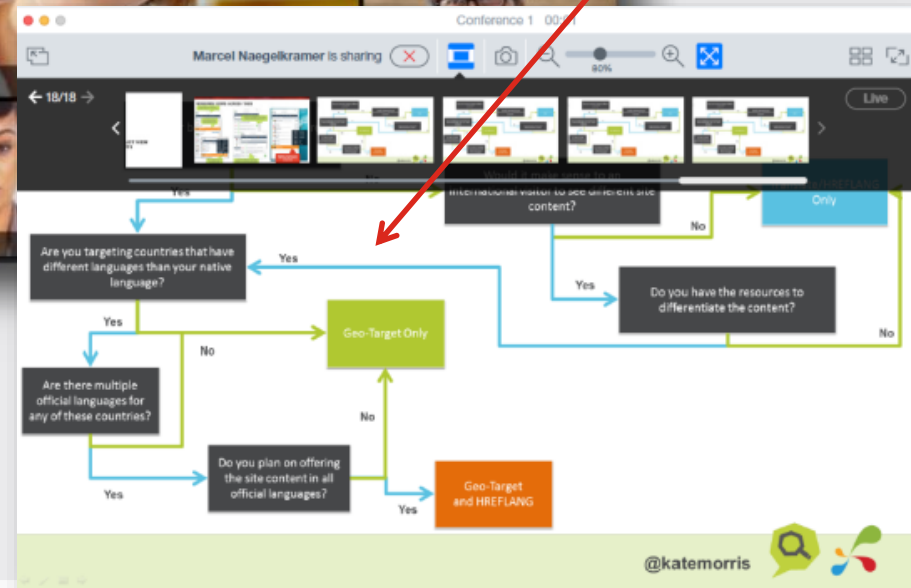 Conference 1 00:01
Marcel Naegelkramer is sharing
80%
18/18
Live
Would it make sense to an
international visitor to see different site
content?
HREFLANG
Only
Yes
No
Are you targeting countries that have
different languages than your native
language?
Yes
Yes
Do you have the resources to
differentiate the content?
No
Yes
No
Geo-Target Only
Are there multiple
official languages for
any of these countries?
No
Do you plan on offering
the site content in all
official languages?
Yes
Geo-Target
and HREFLANG
Yes
@katemorris